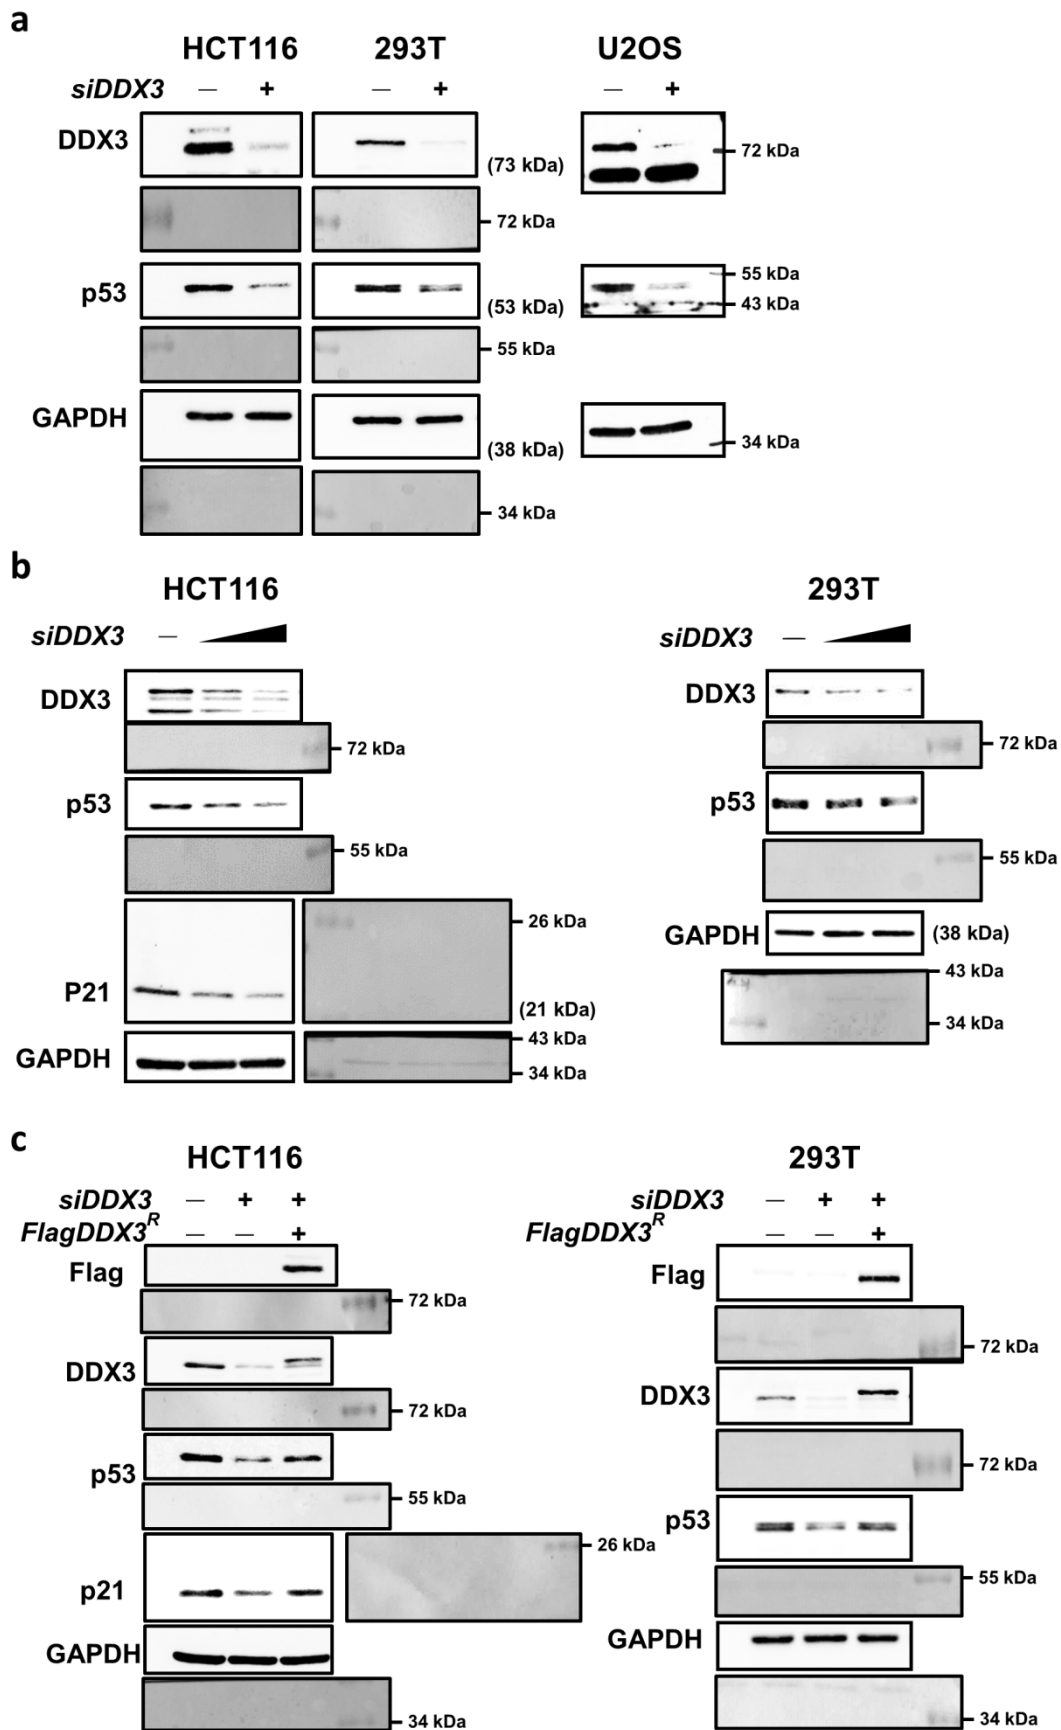 a
HCT116 293T U2OS
siDDX3 — + — + — +
DDX3
72 kDa
(73 kDa)
72 kDa
p53
55 kDa
(53 kDa)
43 kDa
55 kDa
GAPDH
(38 kDa)
34 kDa
34 kDa
b
HCT116
siDDX3 —
DDX3
72 kDa
p53
55 kDa
26 kDa
P21
(21 kDa)
GAPDH
43 kDa
34 kDa
293T
siDDX3 —
DDX3
72 kDa
p53
55 kDa
GAPDH (38 kDa)
43 kDa
34 kDa
c
HCT116
siDDX3 — + +
FlagDDX3R — — +
Flag
72 kDa
DDX3
72 kDa
p53
55 kDa
26 kDa
p21
GAPDH
34 kDa
293T
siDDX3 — + +
FlagDDX3R — — +
Flag
72 kDa
DDX3
72 kDa
p53
55 kDa
GAPDH
34 kDa